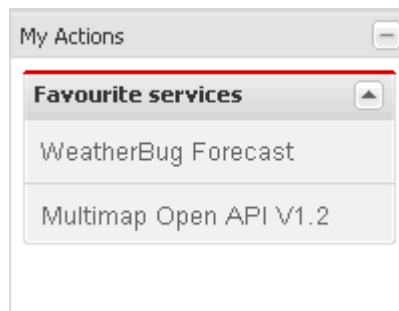 My Actions
Favourite services
WeatherBug Forecast
Multimap Open API V1.2